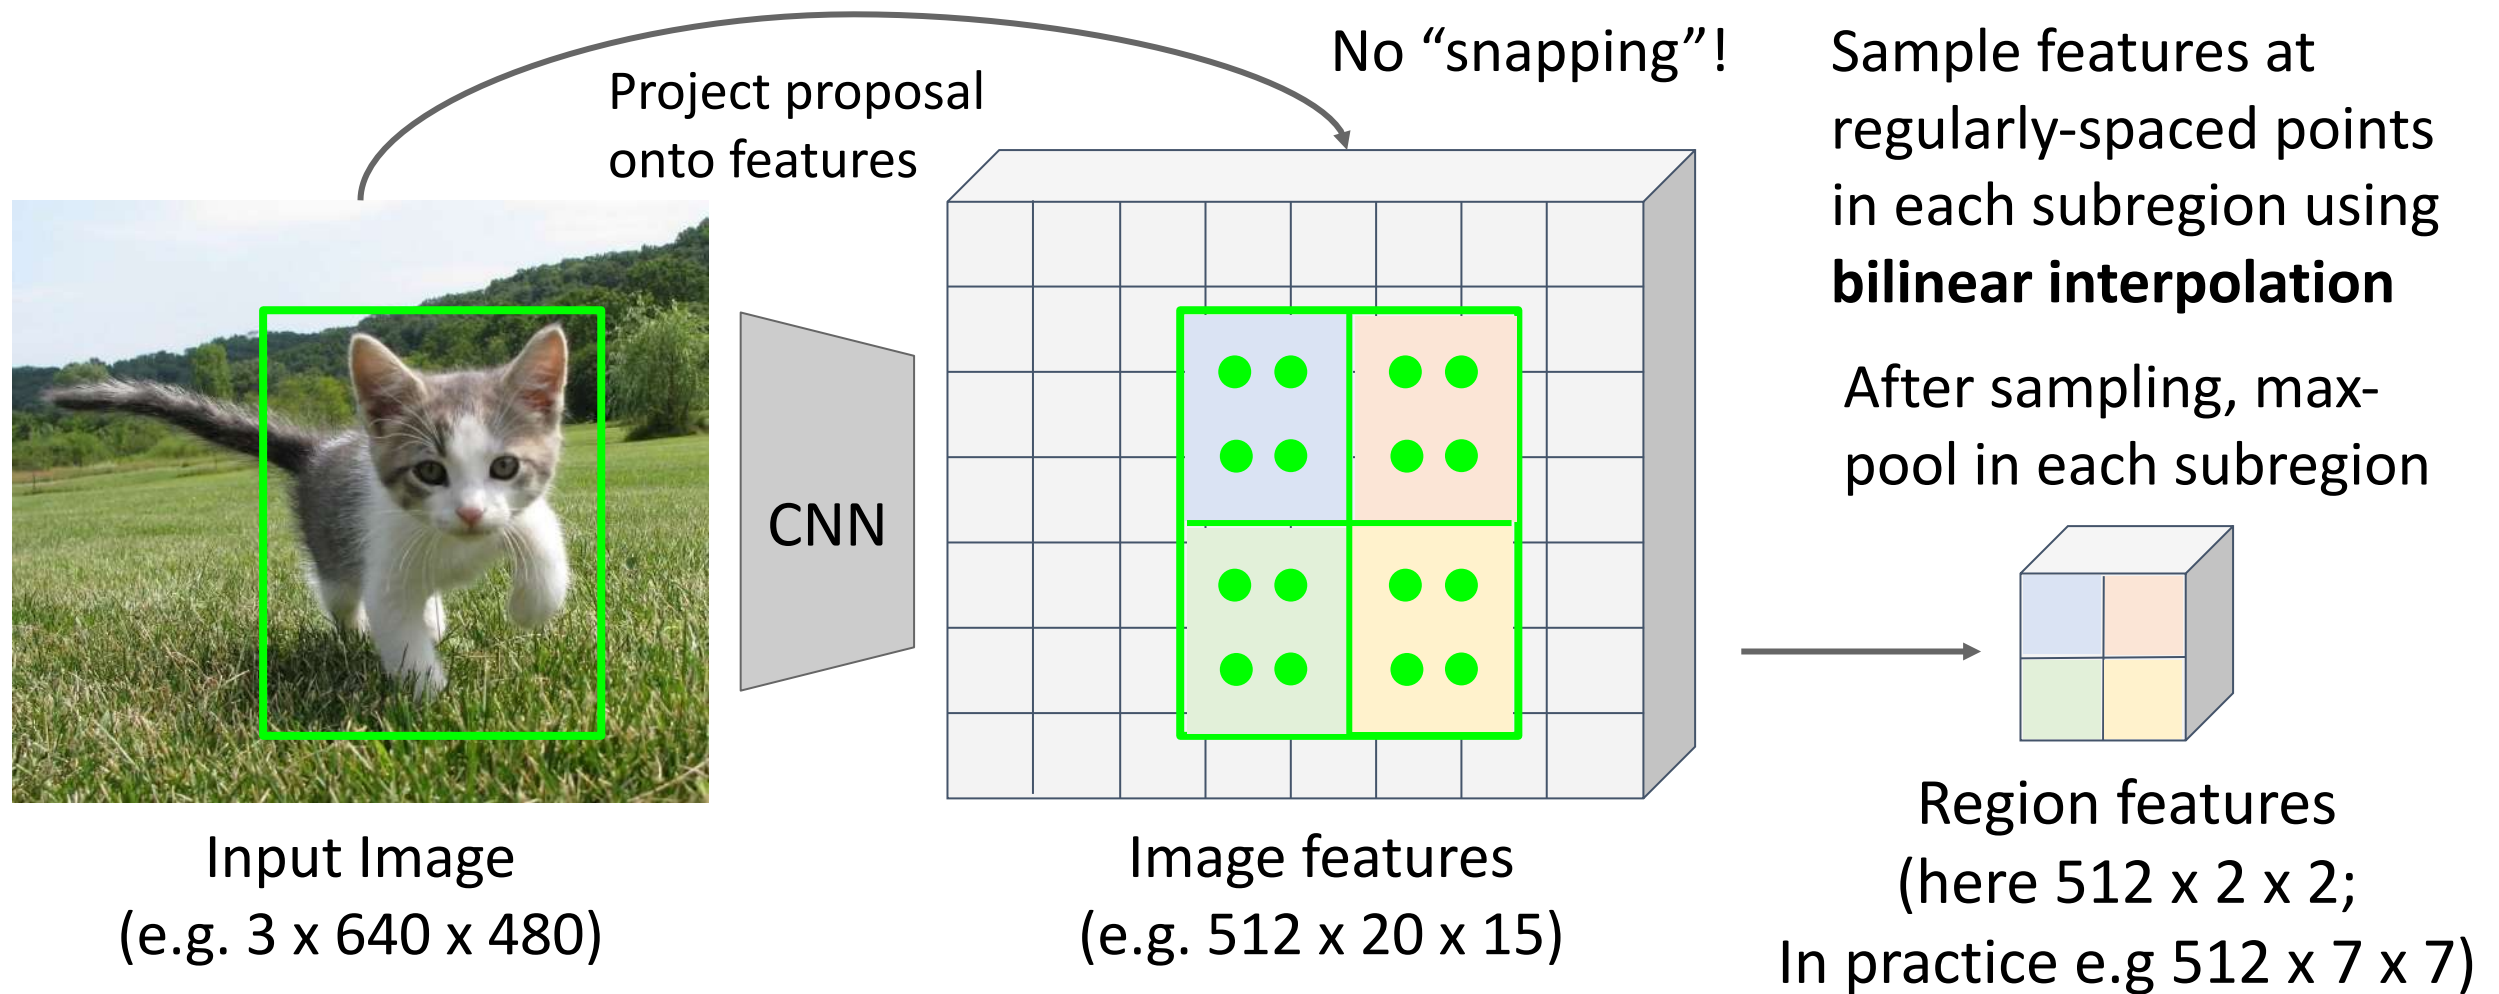 Project proposal
onto features
No “snapping”!
Sample features at
regularly-spaced points
in each subregion using
bilinear interpolation
After sampling, max-
pool in each subregion
CNN
Input Image
(e.g. 3 x 640 x 480)
Image features
(e.g. 512 x 20 x 15)
Region features
(here 512 x 2 x 2;
In practice e.g 512 x 7 x 7)